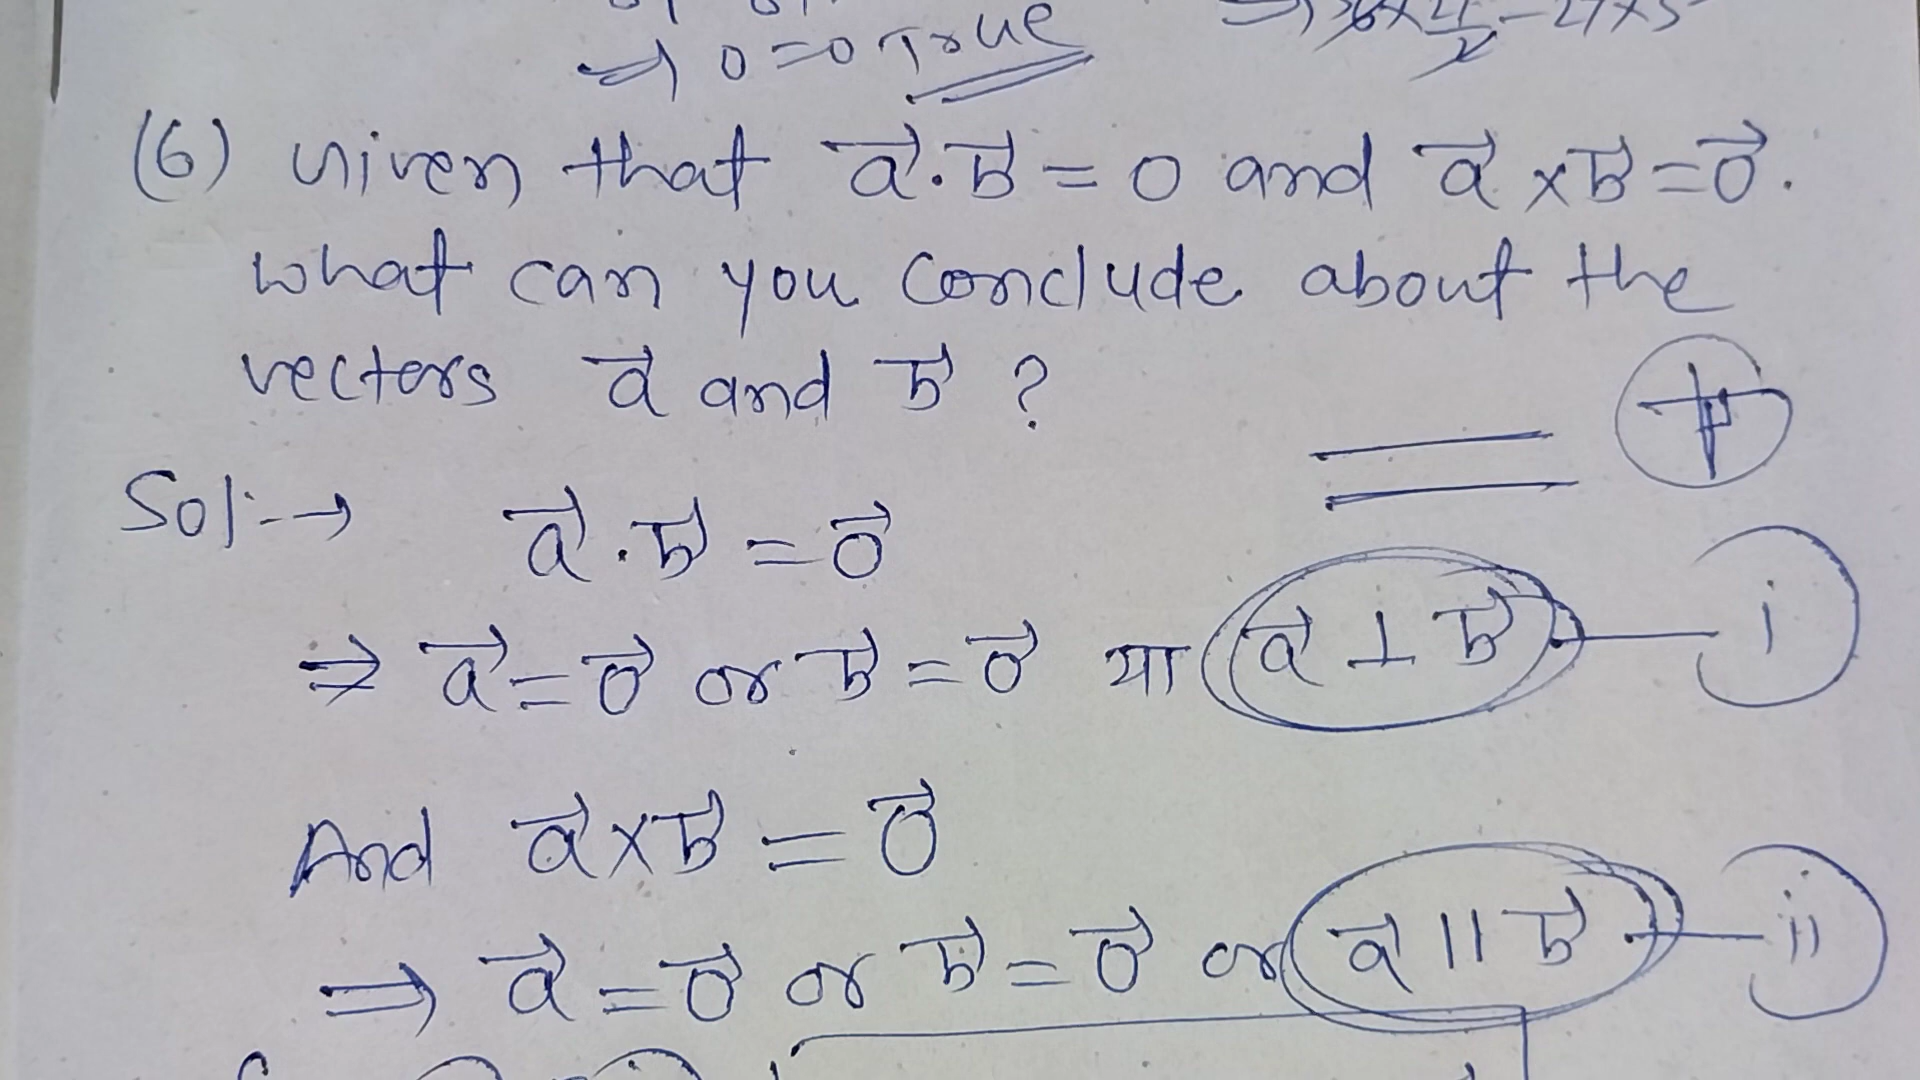 ⇒ 0=0 True
(6) Given that a⃗.b⃗ = 0 and a⃗ × b⃗ = 0⃗.
what can you conclude about the
vectors a⃗ and b⃗ ?
Sol:→ a⃗.b⃗ = 0⃗
⇒ a⃗ = 0⃗ or b⃗ = 0⃗ या a⃗ ⊥ b⃗ — i
And a⃗×b⃗ = 0⃗
⇒ a⃗ = 0⃗ or b⃗ = 0⃗ or a⃗ || b⃗ — ii